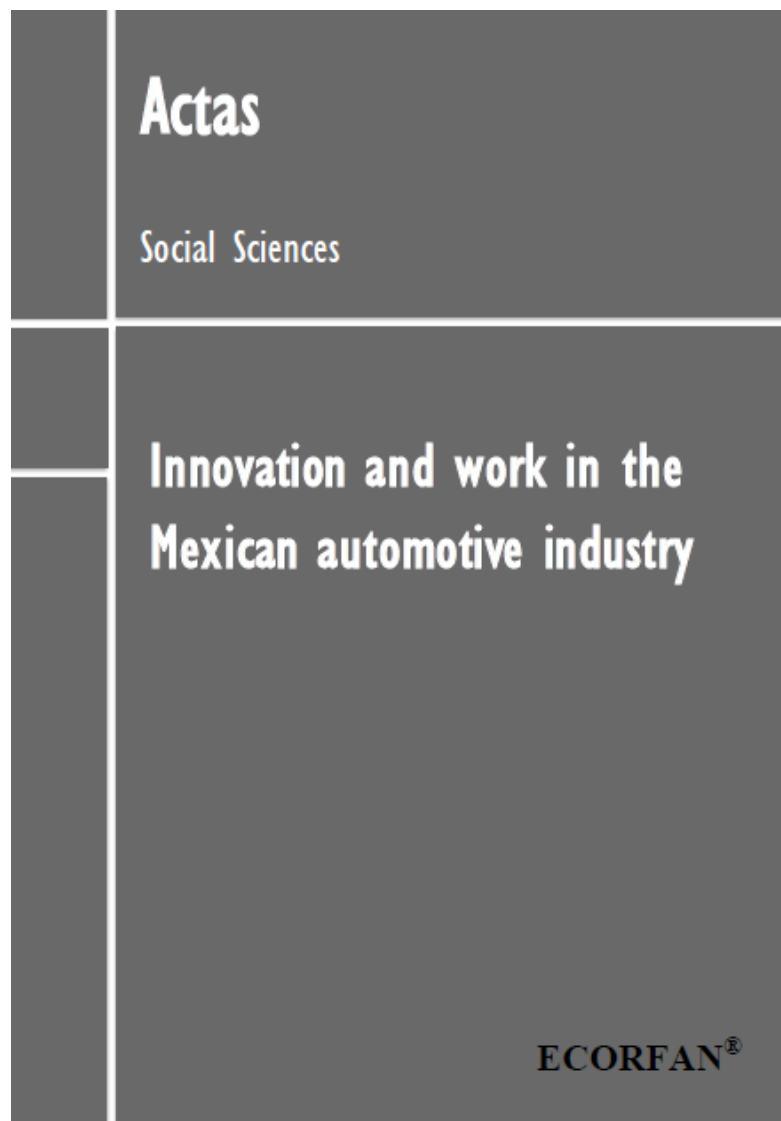 Actas
Social Sciences
Innovation and work in the
Mexican automotive industry
ECORFAN®